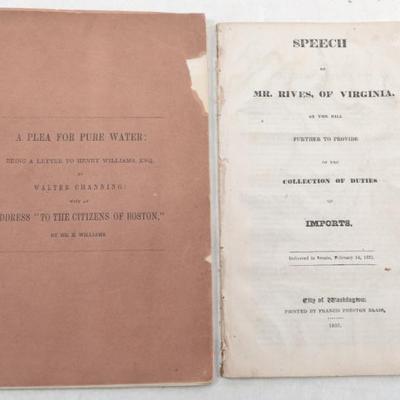 A PLEA FOR PURE WATER:
BEING A LETTER TO HENRY WILLIAMS, ESQ.
BY
WALTER CHANNING:
WITH AN
DDRESS "TO THE CITIZENS OF BOSTON,"
BY MR. H. WILLIAMS.
SPEECH
OF
MR. RIVES, OF VIRGINIA,
ON THE BILL
FURTHER TO PROVIDE
FOR THE
COLLECTION OF DUTIES
ON
IMPORTS.
Delivered in Senate, February 14, 1833.
City of Washington:
PRINTED BY FRANCIS PRESTON BLAIR,
1833.